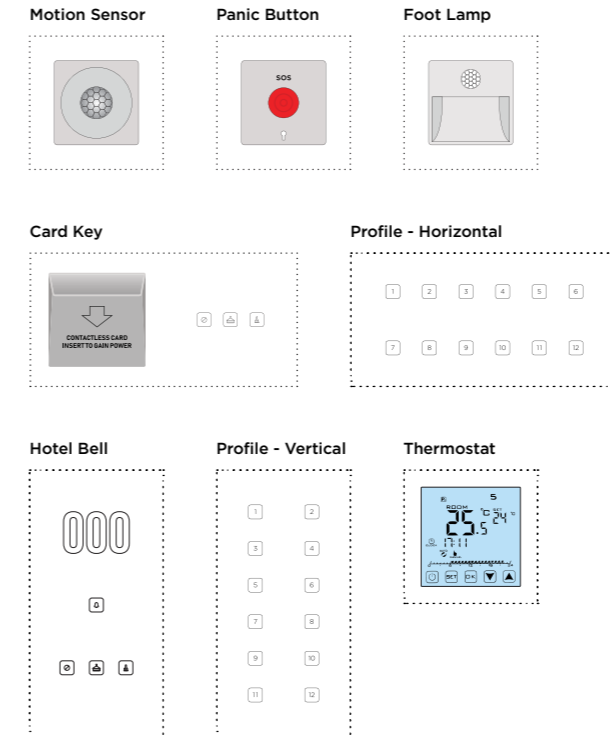 Motion Sensor
Panic Button
Foot Lamp
SOS
Card Key
Profile - Horizontal
CONTACTLESS CARD
INSERT TO GAIN POWER
1 2 3 4 5 6
7 8 9 10 11 12
Hotel Bell
Profile - Vertical
Thermostat
000
1 2
3 4
5 6
7 8
9 10
11 12
5
ROOM SET
25.5 °C 24 °C
17:11
SET OK